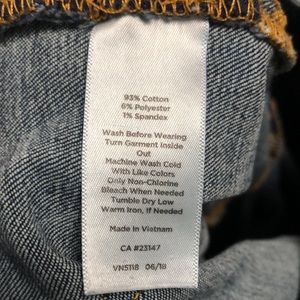 93% Cotton
6% Polyester
1% Spandex
Wash Before Wearing
Turn Garment Inside
Out
Machine Wash Cold
With Like Colors
Only Non-Chlorine
Bleach When Needed
Tumble Dry Low
Warm Iron, If Needed
Made In Vietnam
CA #23147
VN5118 06/18